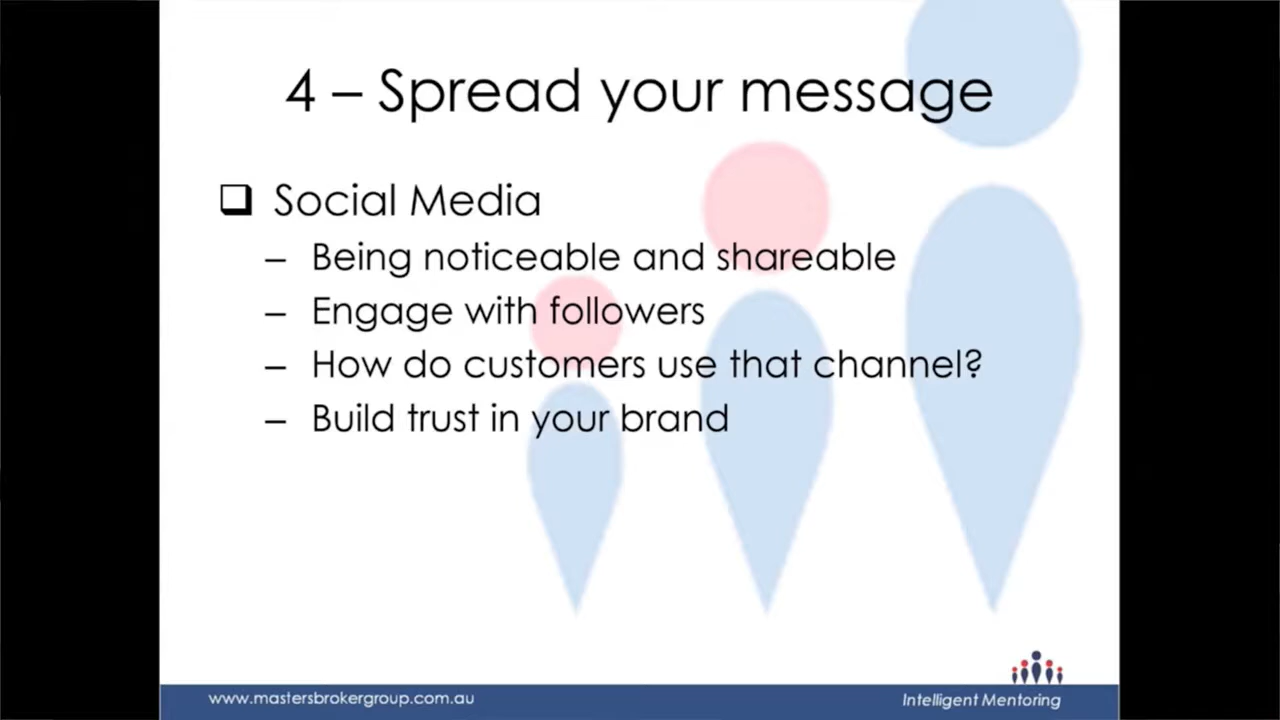 4 – Spread your message
❑ Social Media
– Being noticeable and shareable
– Engage with followers
– How do customers use that channel?
– Build trust in your brand
www.mastersbrokergroup.com.au
Intelligent Mentoring